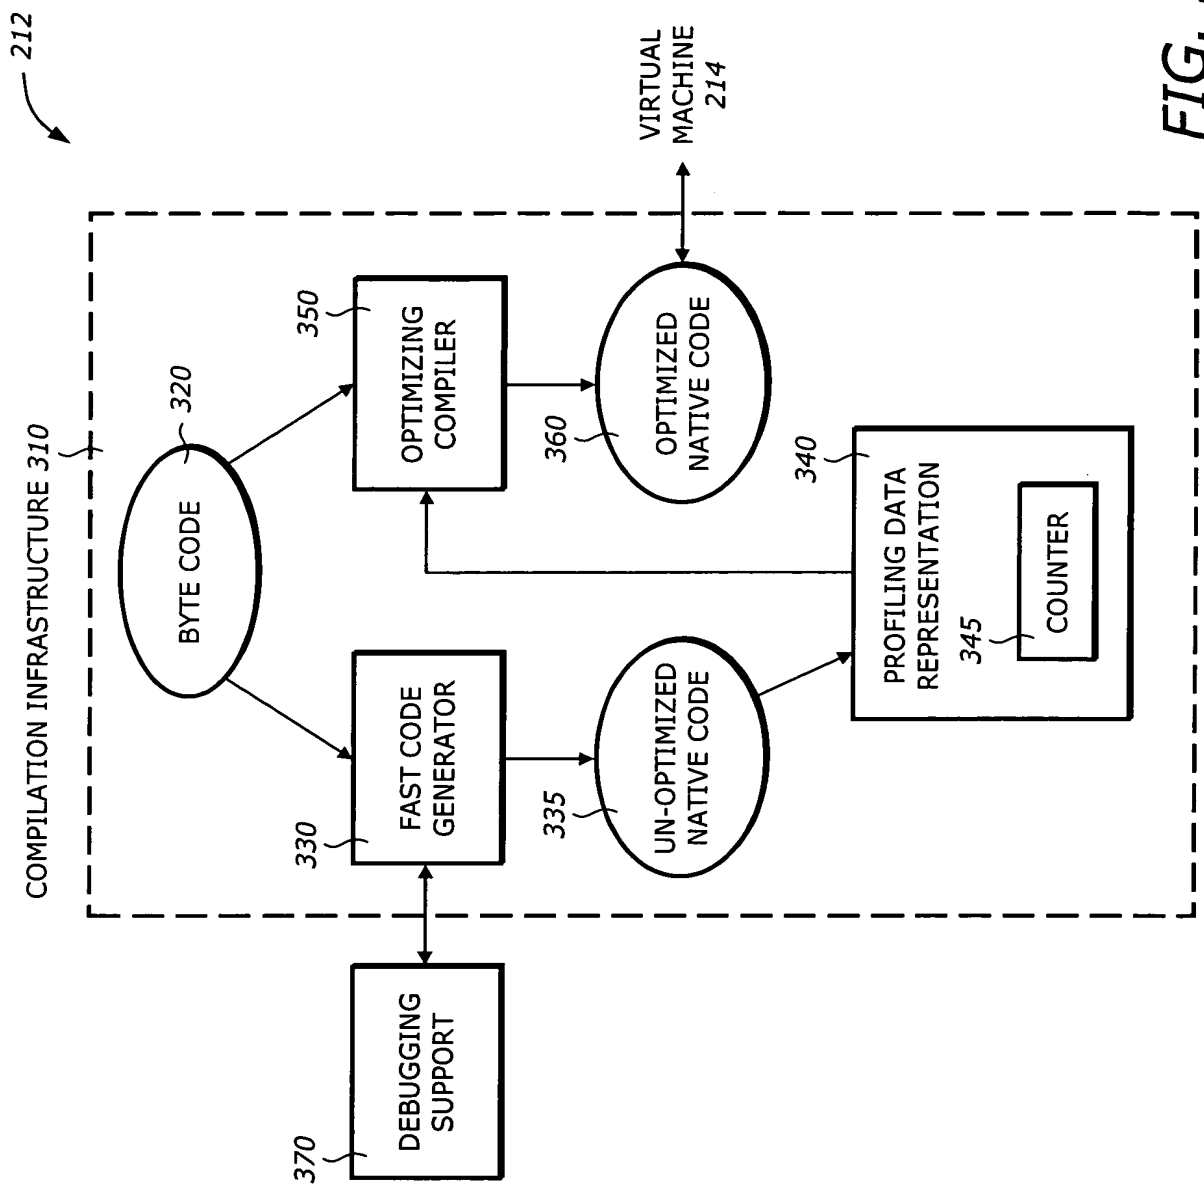 212
COMPILATION INFRASTRUCTURE 310
BYTE CODE
320
330
FAST CODE
GENERATOR
350
OPTIMIZING
COMPILER
370
DEBUGGING
SUPPORT
335
UN-OPTIMIZED
NATIVE CODE
360
OPTIMIZED
NATIVE CODE
VIRTUAL
MACHINE
214
340
PROFILING DATA
REPRESENTATION
345
COUNTER
FIG.